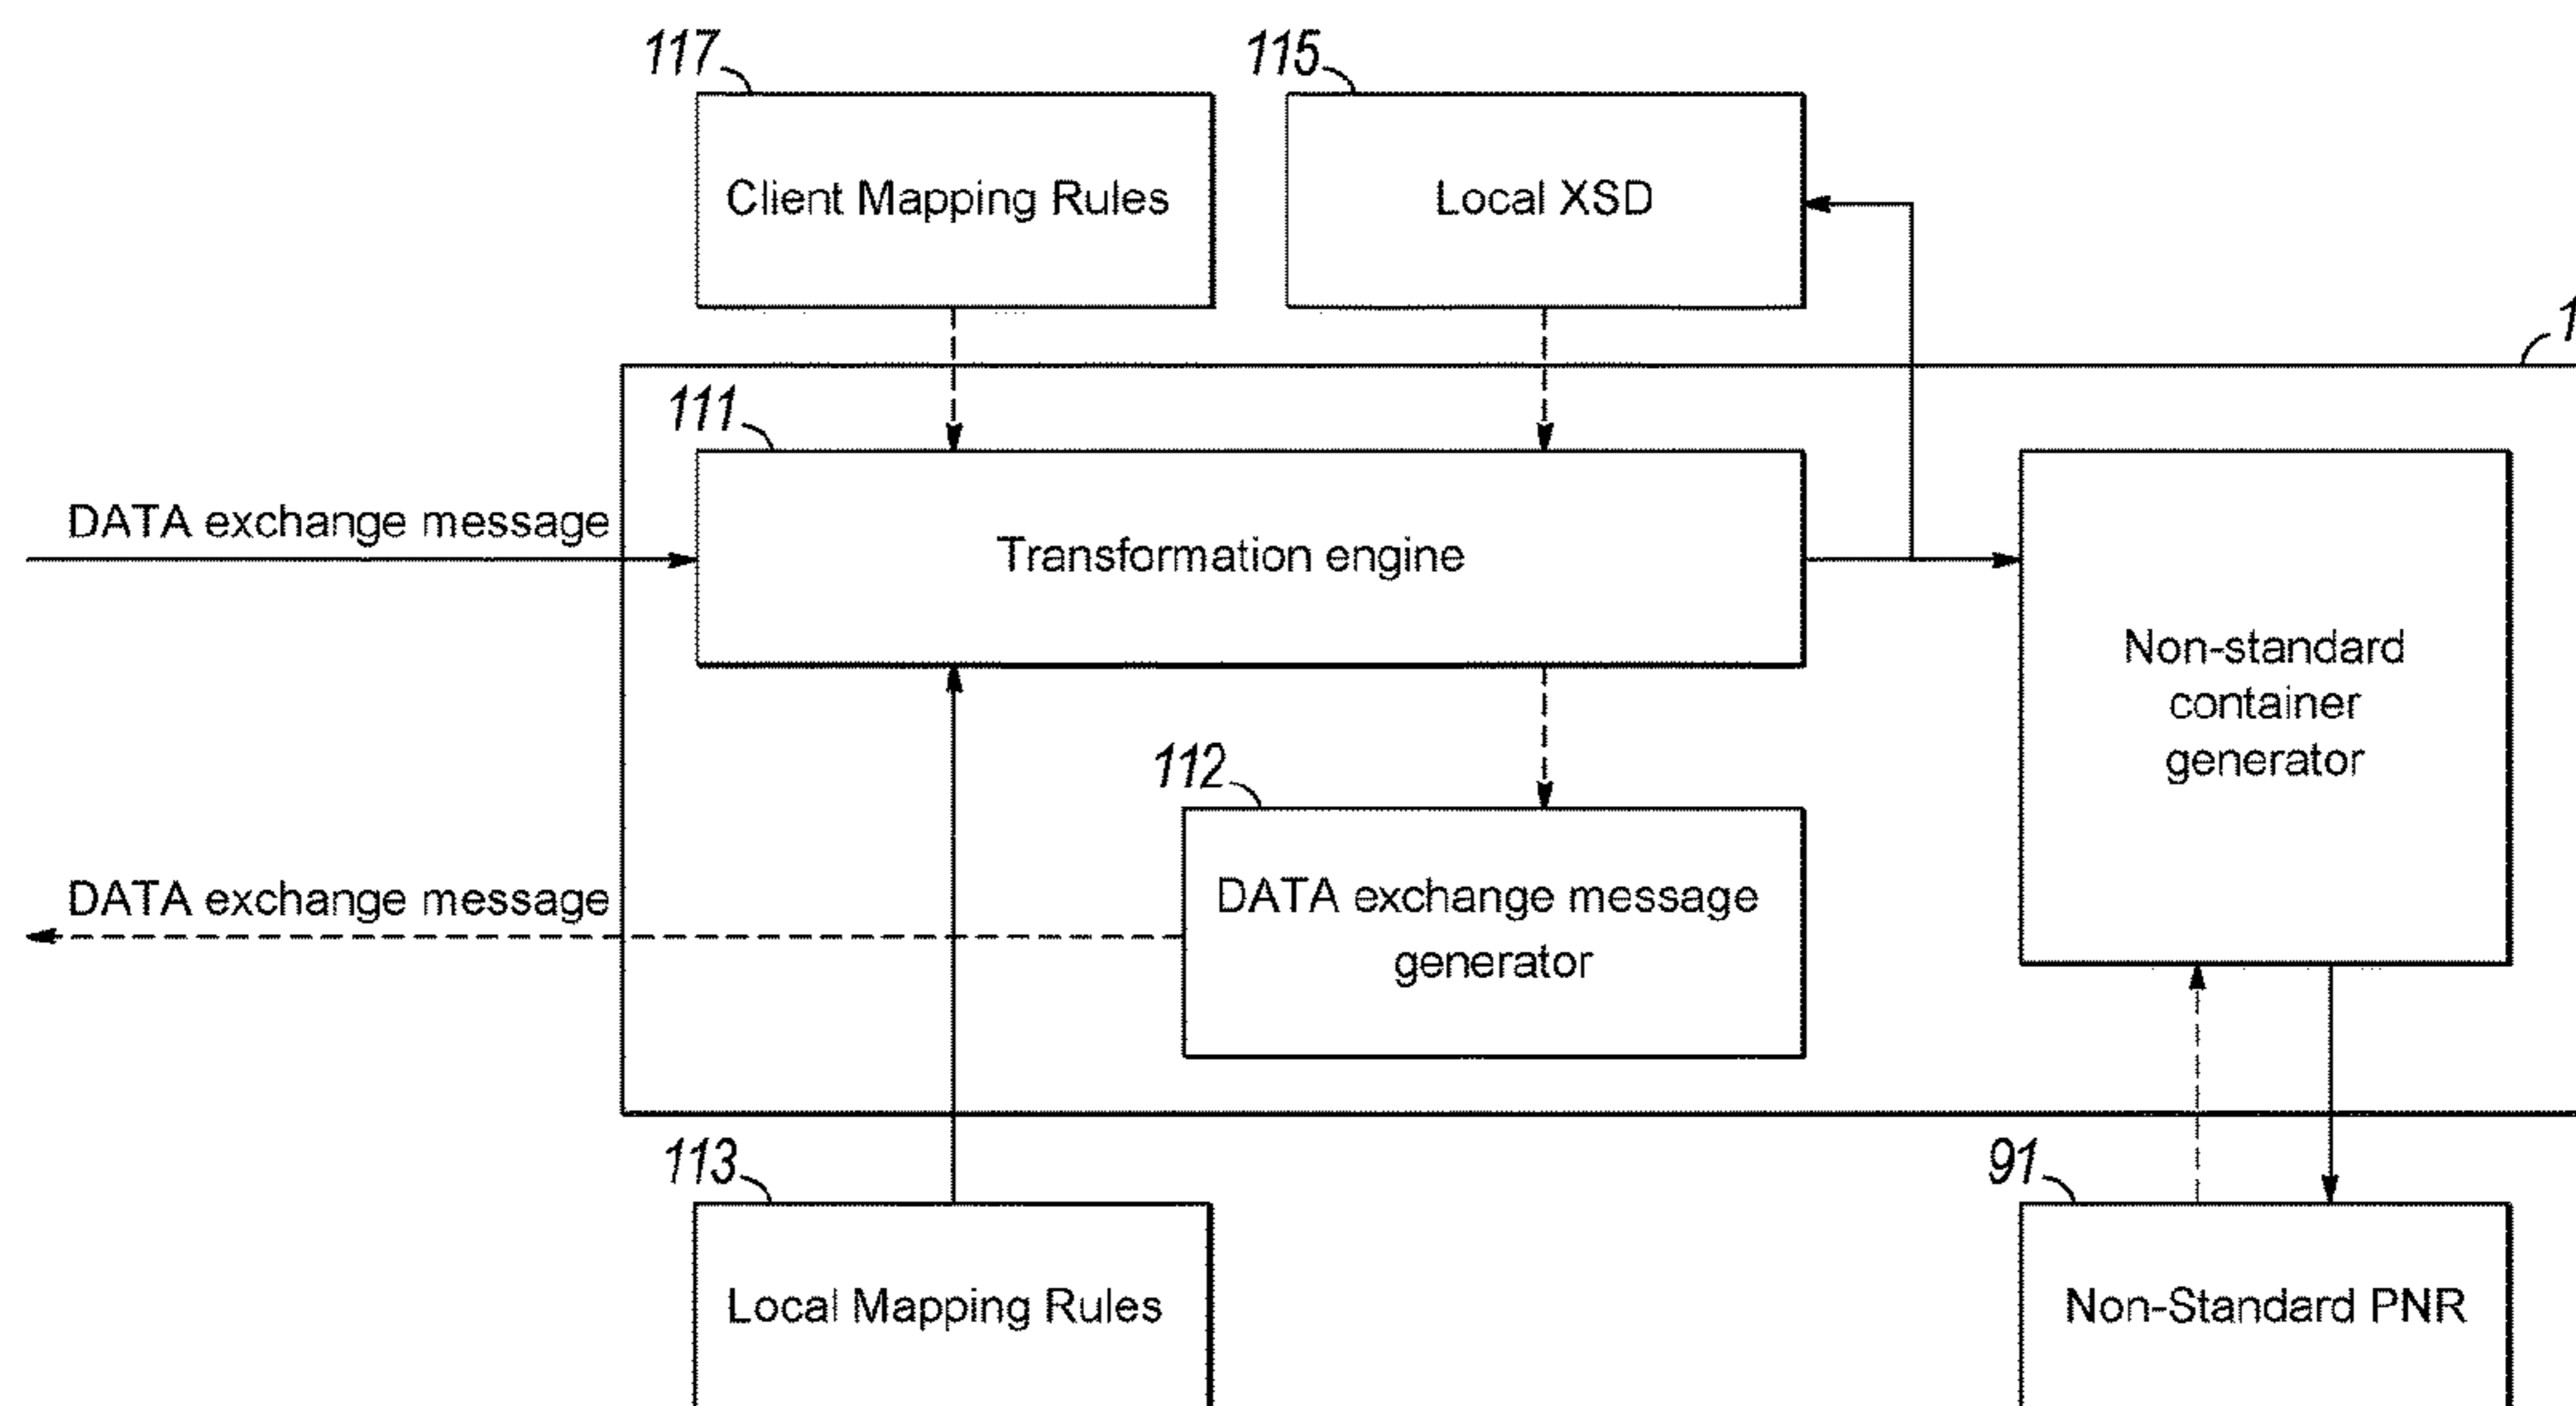 117
115
Client Mapping Rules
Local XSD
111
DATA exchange message
Transformation engine
Non-standard
container
generator
112
DATA exchange message
DATA exchange message
generator
113
91
Local Mapping Rules
Non-Standard PNR